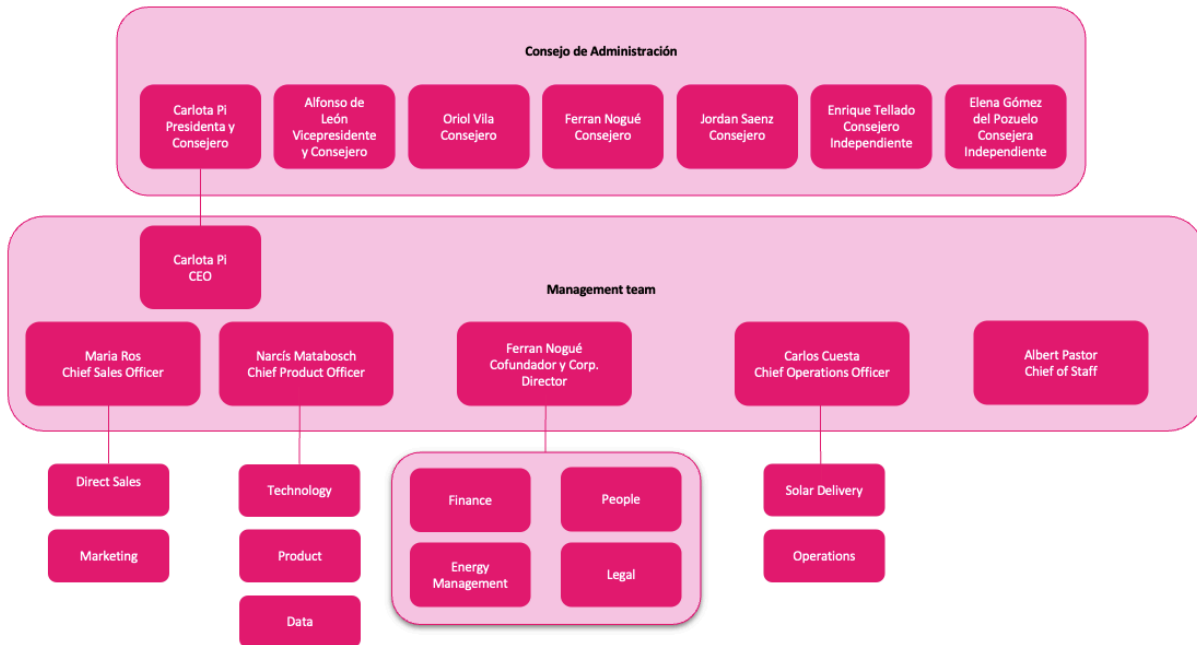 Consejo de Administración
Carlota Pi
Presidenta y
Consejero
Alfonso de
León
Vicepresidente
y Consejero
Oriol Vila
Consejero
Ferran Nogué
Consejero
Jordan Saenz
Consejero
Enrique Tellado
Consejero
Independiente
Elena Gómez
del Pozuelo
Consejera
Independiente
Carlota Pi
CEO
Management team
Maria Ros
Chief Sales Officer
Narcís Matabosch
Chief Product Officer
Ferran Nogué
Cofundador y Corp.
Director
Carlos Cuesta
Chief Operations Officer
Albert Pastor
Chief of Staff
Direct Sales
Marketing
Technology
Product
Data
Finance
People
Energy
Management
Legal
Solar Delivery
Operations